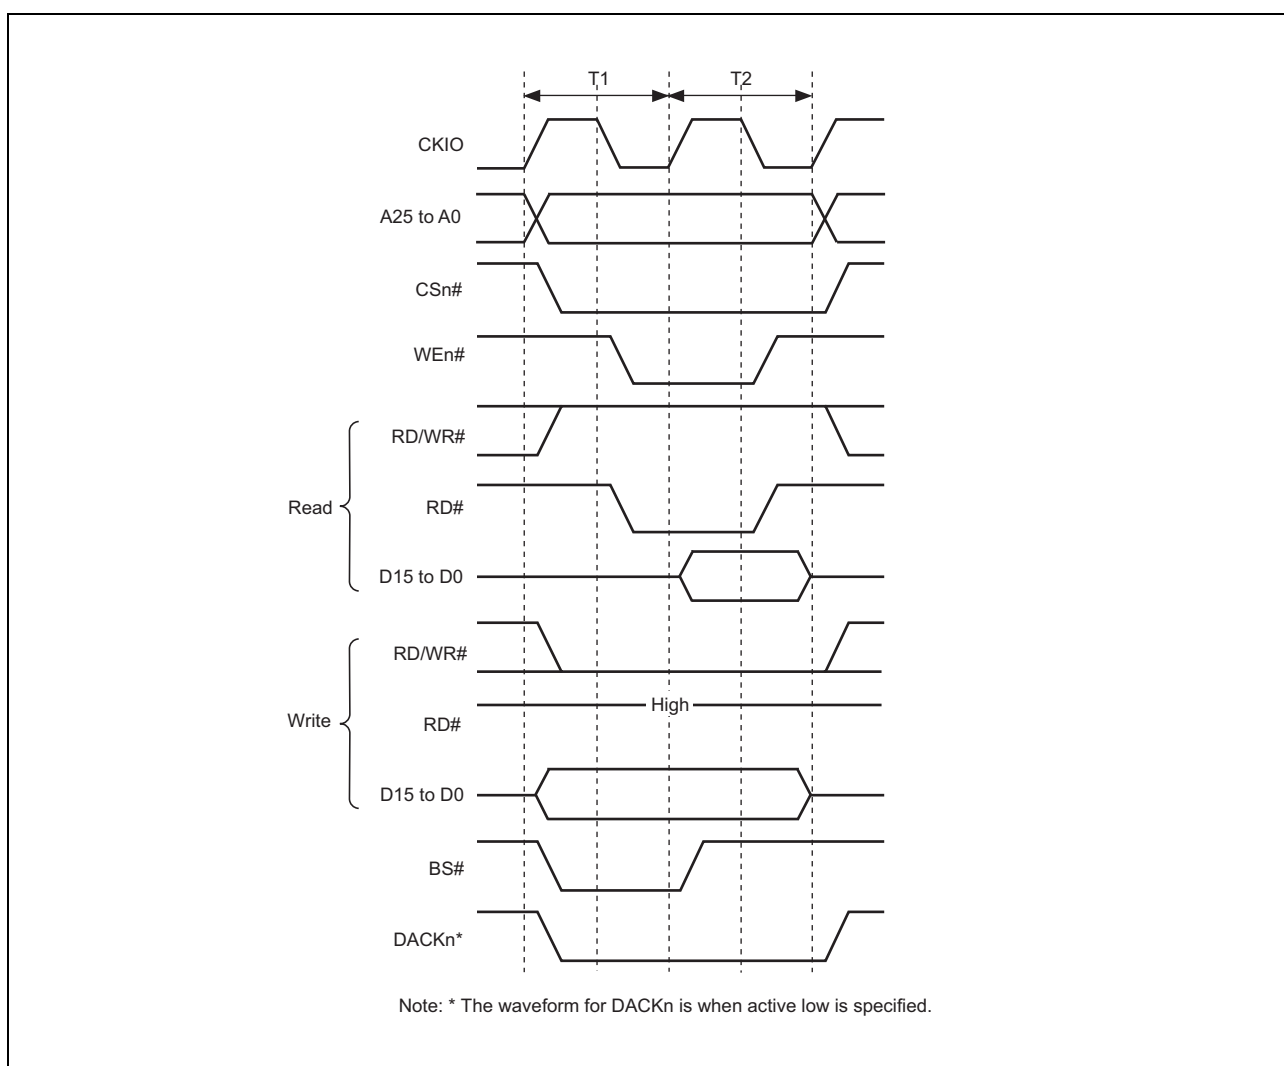 T1
T2
CKIO
A25 to A0
CSn#
WEn#
RD/WR#
Read
RD#
D15 to D0
RD/WR#
High
Write
RD#
D15 to D0
BS#
DACKn*
Note: * The waveform for DACKn is when active low is specified.